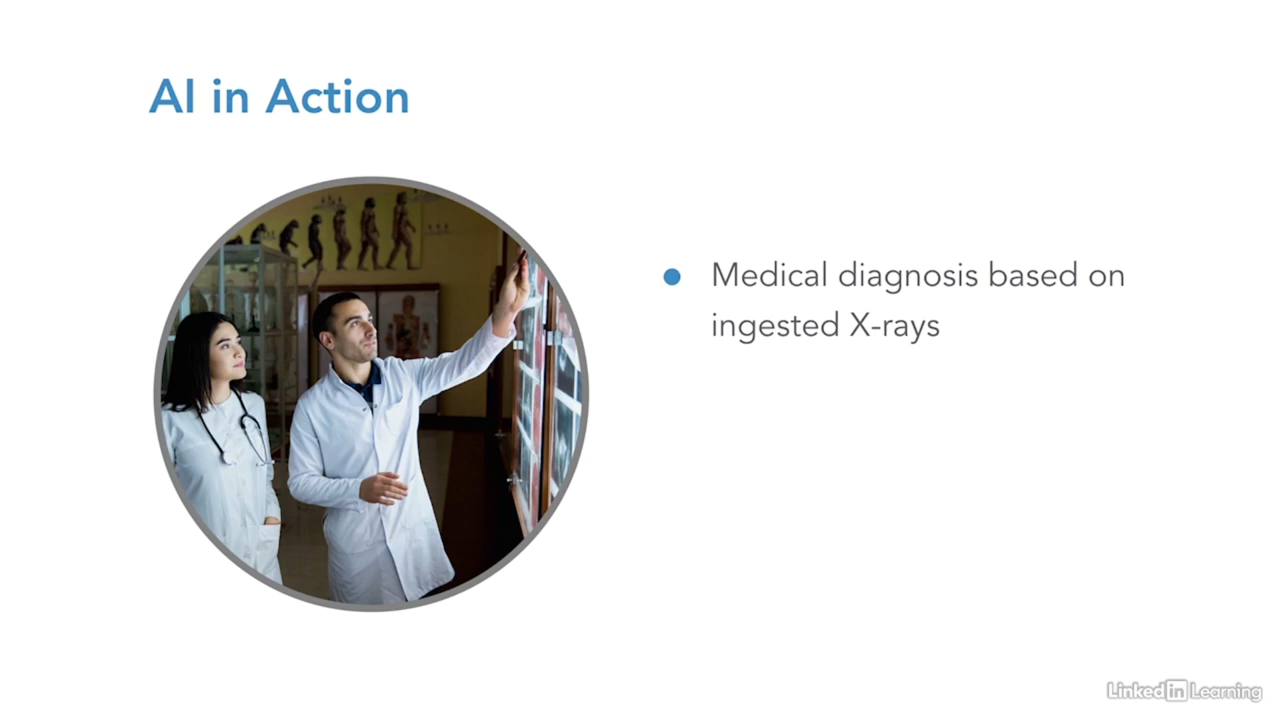 AI in Action
Medical diagnosis based on
ingested X-rays
LinkedIn Learning